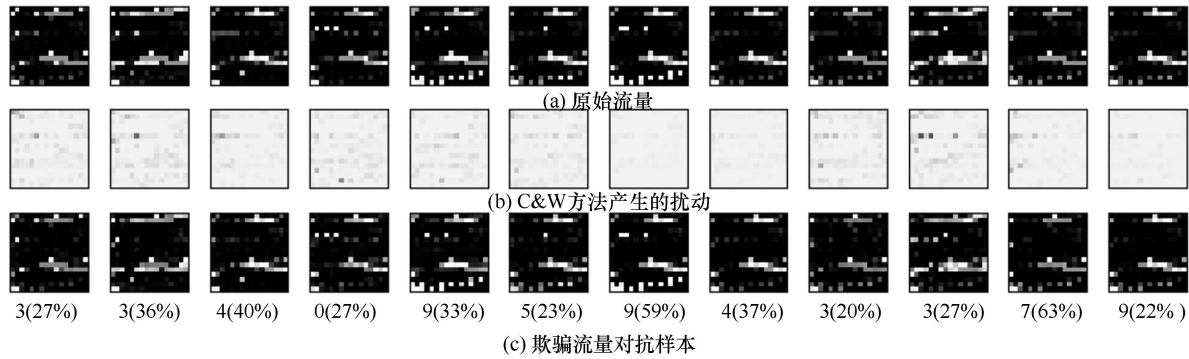 (a) 原始流量
(b) C&W方法产生的扰动
3(27%) 3(36%) 4(40%) 0(27%) 9(33%) 5(23%) 9(59%) 4(37%) 3(20%) 3(27%) 7(63%) 9(22% )
(c) 欺骗流量对抗样本